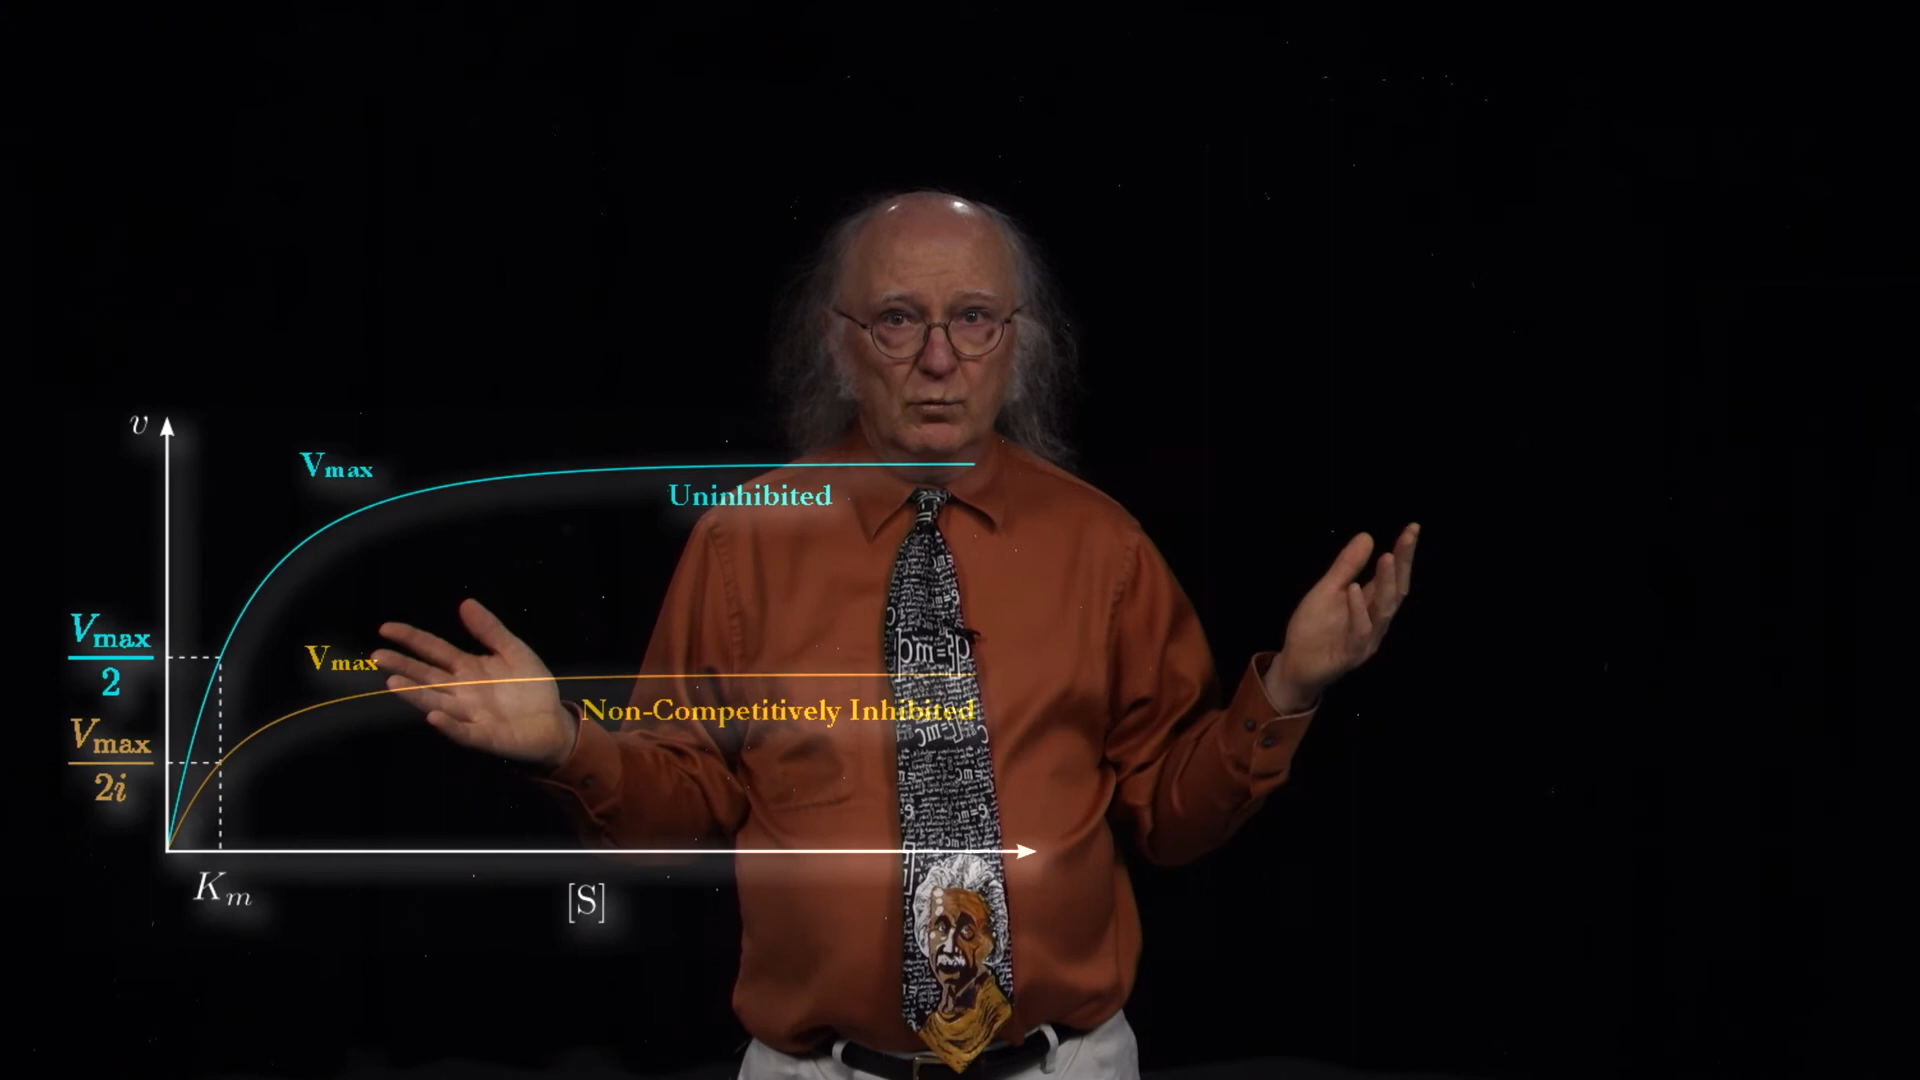 v
Vmax
Uninhibited
Vmax
2
Vmax
Non-Competitively Inhibited
Vmax
2i
Km
[S]